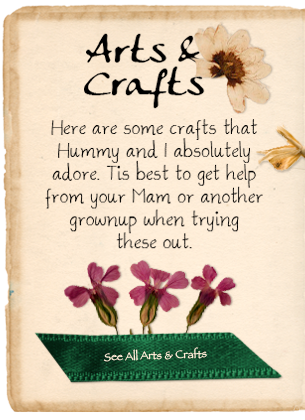 Arts &
Crafts
Here are some crafts that
Hummy and I absolutely
adore. Tis best to get help
from your Mam or another
grownup when trying
these out.
See All Arts & Crafts